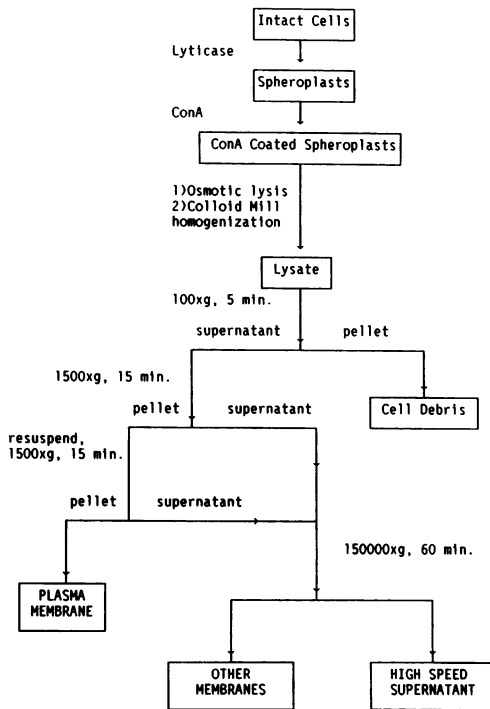 Intact Cells
Lyticase
Spheroplasts
ConA
ConA Coated Spheroplasts
1)Osmotic lysis
2)Colloid Mill
homogenization
Lysate
100xg, 5 min.
supernatant pellet
1500xg, 15 min.
Cell Debris
pellet supernatant
resuspend,
1500xg, 15 min.
pellet supernatant
150000xg, 60 min.
PLASMA
MEMBRANE
OTHER
MEMBRANES
HIGH SPEED
SUPERNATANT